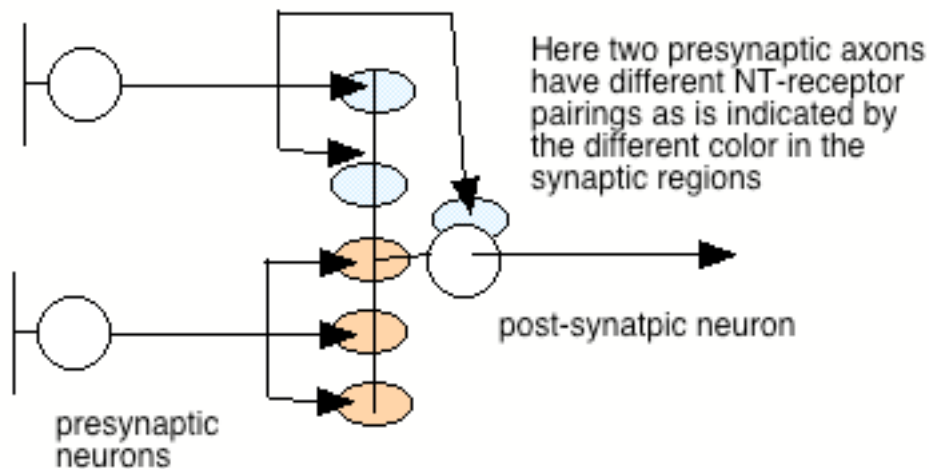 Here two presynaptic axons
have different NT-receptor
pairings as is indicated by
the different color in the
synaptic regions
post-synatpic neuron
presynaptic
neurons